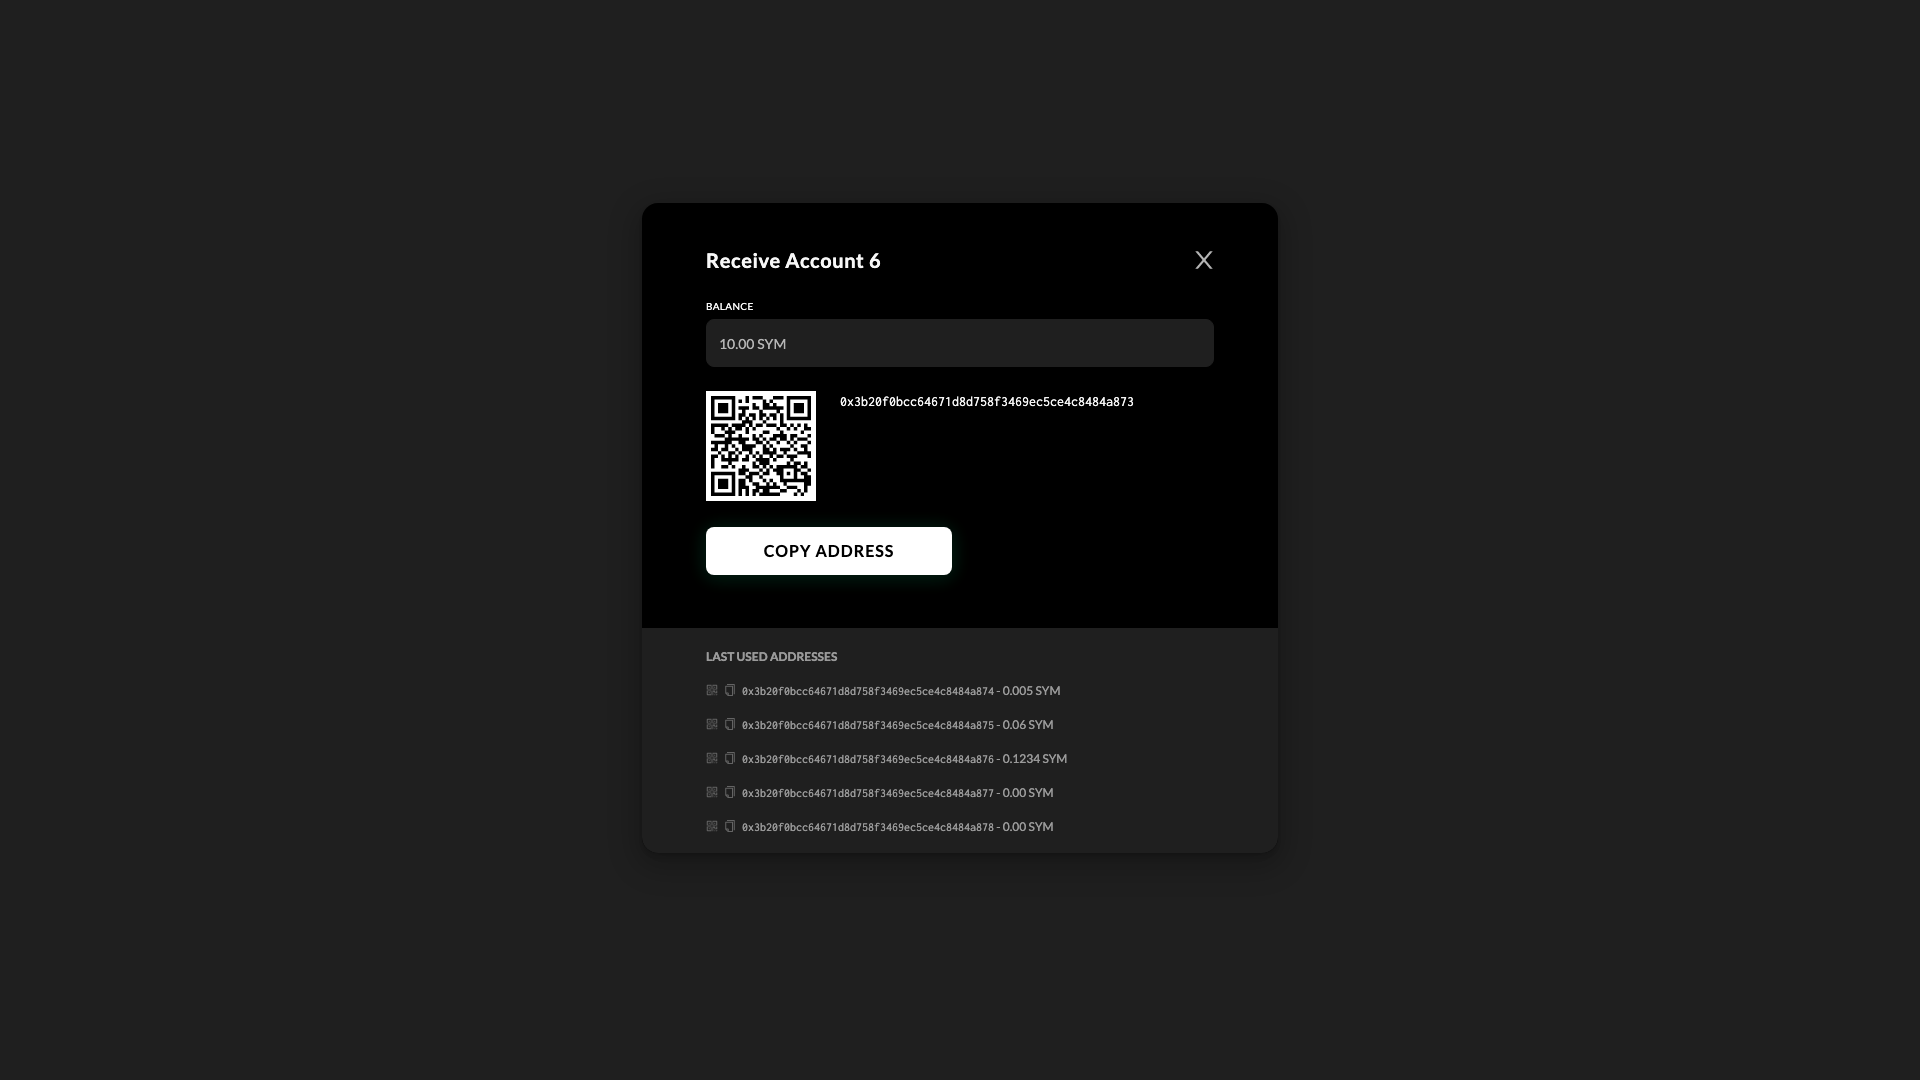 Receive Account 6
X
BALANCE
10.00 SYM
0x3b20f0bcc64671d8d758f3469ec5ce4c8484a873
COPY ADDRESS
LAST USED ADDRESSES
0x3b20f0bcc64671d8d758f3469ec5ce4c8484a874 - 0.005 SYM
0x3b20f0bcc64671d8d758f3469ec5ce4c8484a875 - 0.06 SYM
0x3b20f0bcc64671d8d758f3469ec5ce4c8484a876 - 0.1234 SYM
0x3b20f0bcc64671d8d758f3469ec5ce4c8484a877 - 0.00 SYM
0x3b20f0bcc64671d8d758f3469ec5ce4c8484a878 - 0.00 SYM